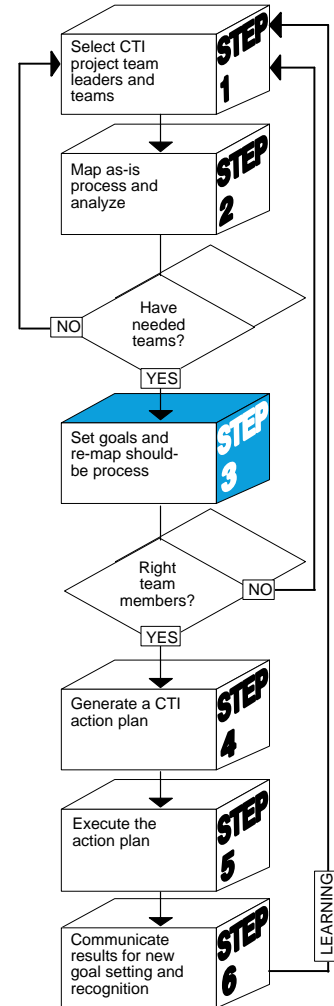 Select CTI
project team
leaders and
teams
STEP
1
Map as-is
process and
analyze
STEP
2
Have
needed
teams?
NO
YES
Set goals and
re-map should-
be process
STEP
3
Right
team
members?
NO
YES
Generate a CTI
action plan
STEP
4
Execute the
action plan
STEP
5
Communicate
results for new
goal setting and
recognition
STEP
6
LEARNING